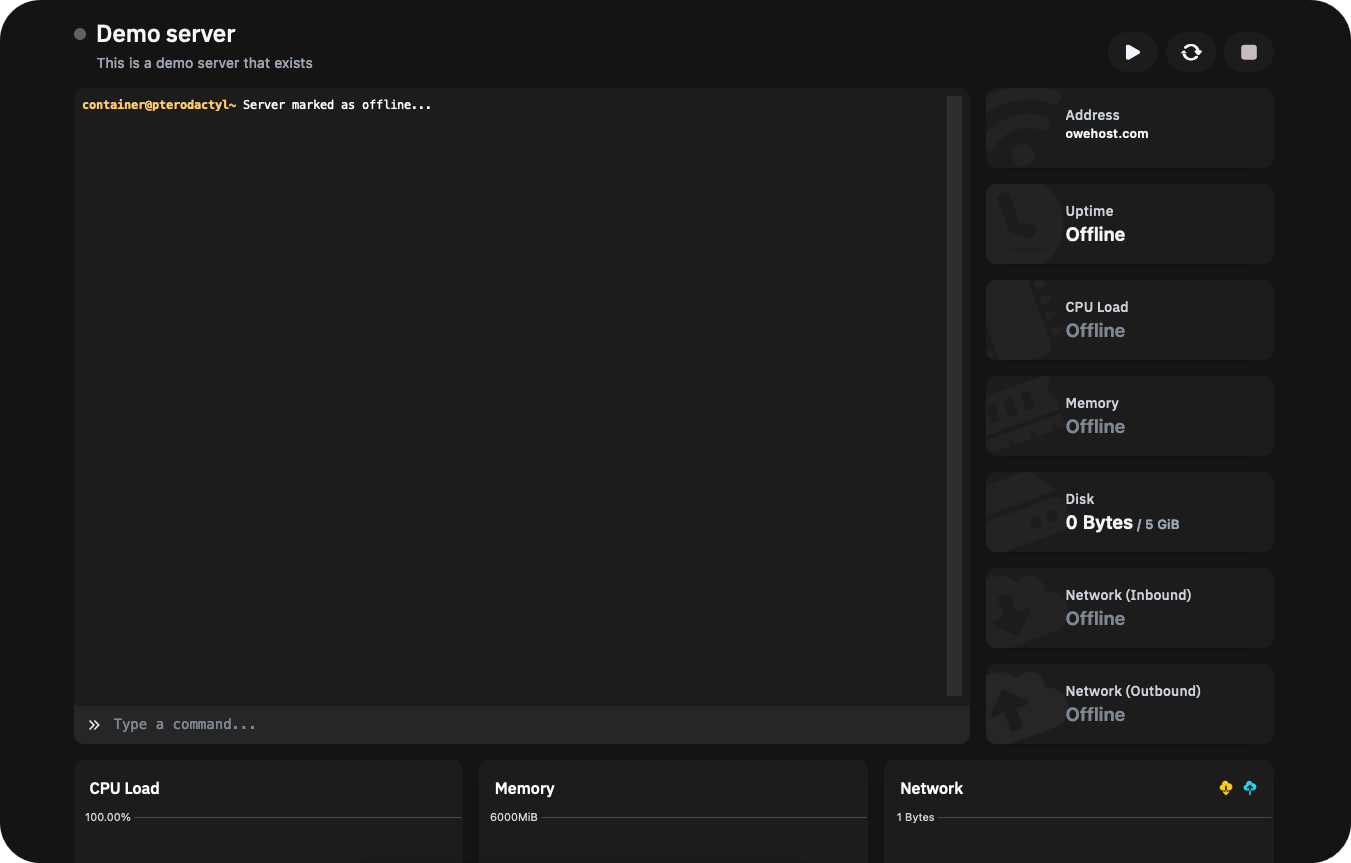 Demo server
This is a demo server that exists
container@pterodactyl~ Server marked as offline...
Type a command...
Address
owehost.com
Uptime
Offline
CPU Load
Offline
Memory
Offline
Disk
0 Bytes / 5 GiB
Network (Inbound)
Offline
Network (Outbound)
Offline
CPU Load
100.00%
Memory
6000MiB
Network
1 Bytes